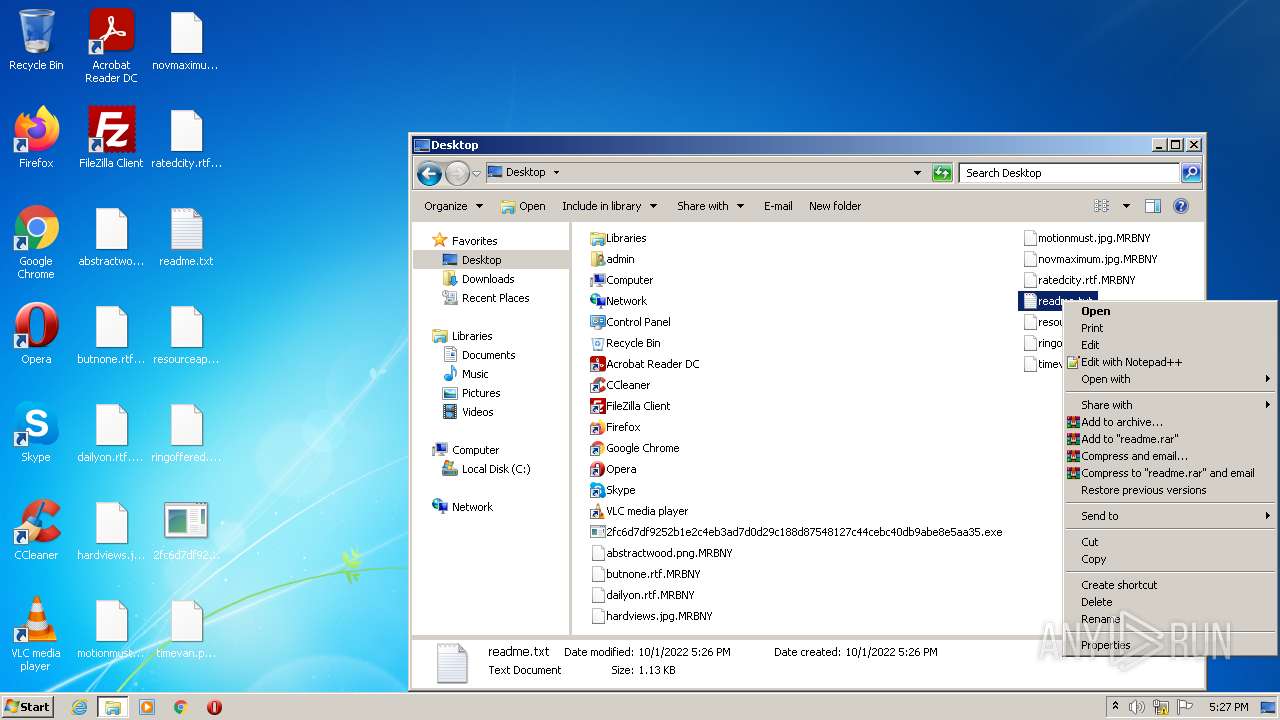 Recycle Bin
Acrobat
Reader DC
novmaximu...
Firefox
FileZilla Client
ratedcity.rtf...
Google
Chrome
abstractwo...
readme.txt
Opera
butnone.rtf...
resourceap...
Skype
dailyon.rtf....
ringoffered....
CCleaner
hardviews.j...
2fc6d7df92...
VLC media
player
motionmust...
timevan.p...
Desktop
Desktop
Search Desktop
Organize
Open
Include in library
Share with
E-mail
New folder
Favorites
Desktop
Downloads
Recent Places
Libraries
Documents
Music
Pictures
Videos
Computer
Local Disk (C:)
Network
Libraries
admin
Computer
Network
Control Panel
Recycle Bin
Acrobat Reader DC
CCleaner
FileZilla Client
Firefox
Google Chrome
Opera
Skype
VLC media player
2fc6d7df9252b1e2c4eb3ad7d0d29c188d87548127c44cebc40db9abe8e5aa35.exe
abstractwood.png.MRBNY
butnone.rtf.MRBNY
dailyon.rtf.MRBNY
hardviews.jpg.MRBNY
motionmust.jpg.MRBNY
novmaximum.jpg.MRBNY
ratedcity.rtf.MRBNY
readme.txt
resou
ringo
timev
Open
Print
Edit
Edit with Notepad++
Open with
Share with
Add to archive...
Add to "readme.rar"
Compress and email...
Compress to "readme.rar" and email
Restore previous versions
Send to
Cut
Copy
Create shortcut
Delete
Rename
Properties
readme.txt
Date modified: 10/1/2022 5:26 PM
Date created: 10/1/2022 5:26 PM
Text Document
Size: 1.13 KB
ANY RUN
Start
5:27 PM